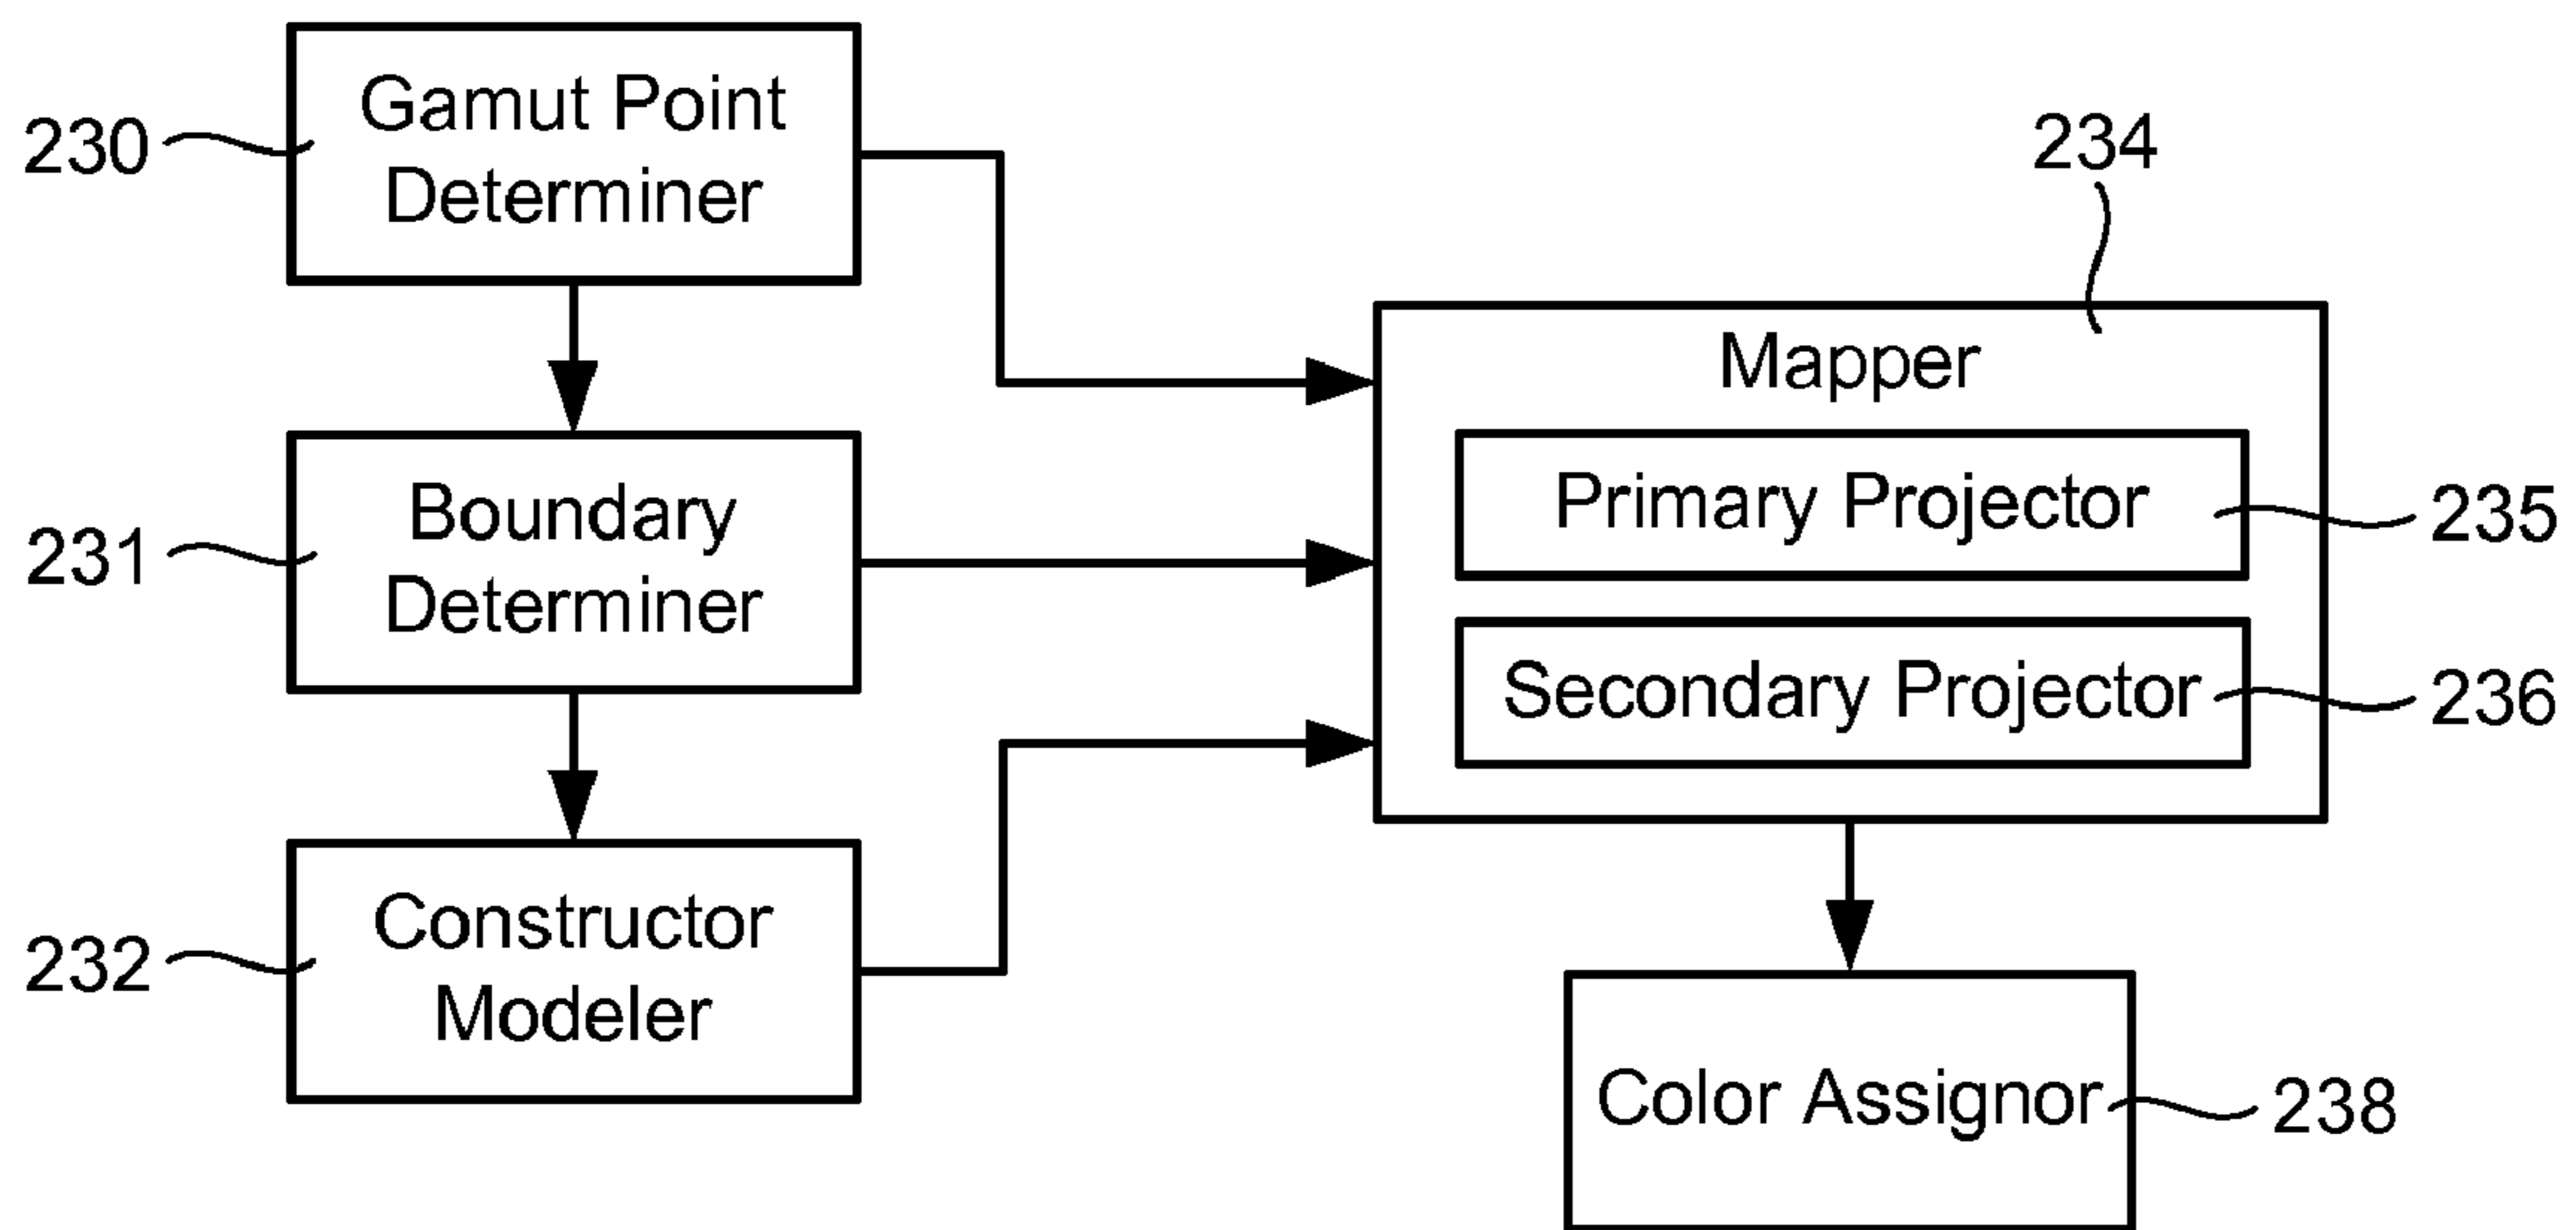 Gamut Point
Determiner
230
234
Mapper
Boundary
Determiner
231
Primary Projector
235
Secondary Projector
236
Constructor
Modeler
232
Color Assignor
238